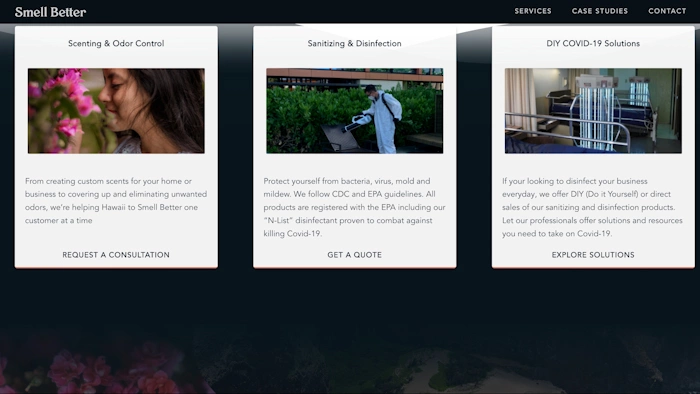 Smell Better
SERVICES
CASE STUDIES
CONTACT
Scenting & Odor Control
From creating custom scents for your home or
business to covering up and eliminating unwanted
odors, we're helping Hawaii to Smell Better one
customer at a time
REQUEST A CONSULTATION
Sanitizing & Disinfection
Protect yourself from bacteria, virus, mold and
mildew. We follow CDC and EPA guidelines. All
products are registered with the EPA including our
"N-List" disinfectant proven to combat against
killing Covid-19.
GET A QUOTE
DIY COVID-19 Solutions
If your looking to disinfect your business
everyday, we offer DIY (Do it Yourself) or direct
sales of our sanitizing and disinfection products.
Let our professionals offer solutions and resources
you need to take on Covid-19.
EXPLORE SOLUTIONS